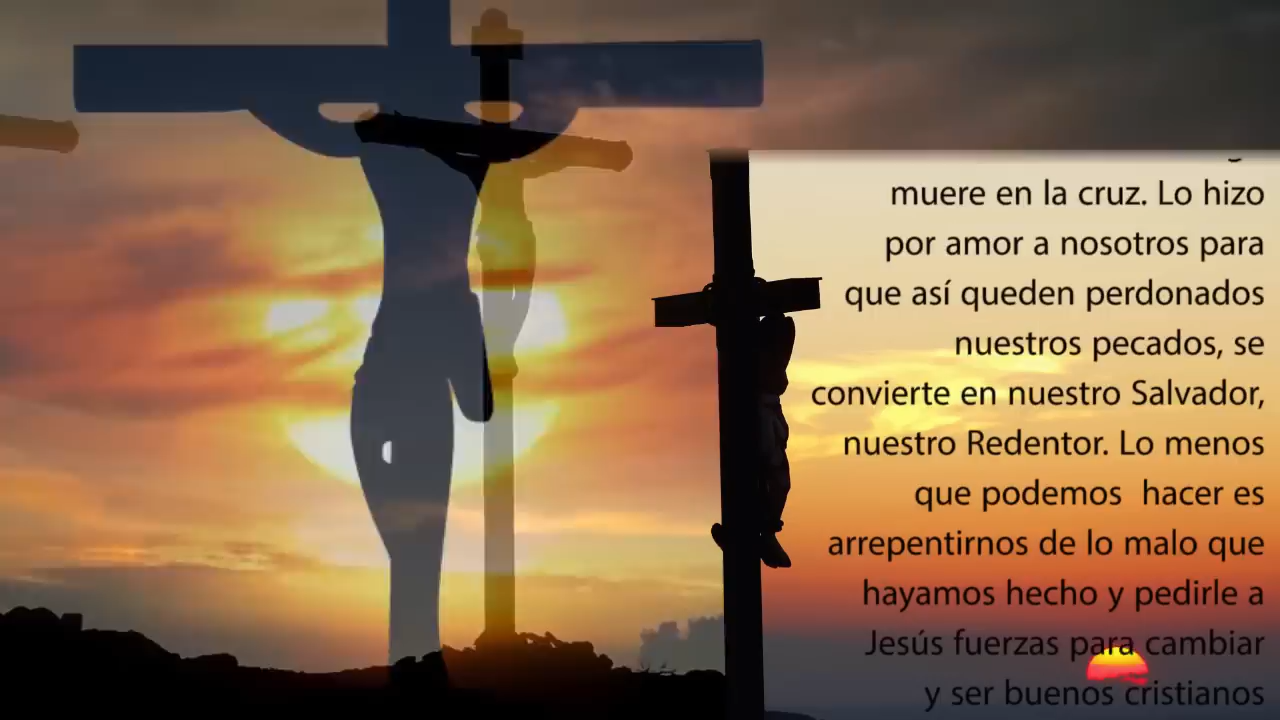 muere en la cruz. Lo hizo
por amor a nosotros para
que así queden perdonados
nuestros pecados, se
convierte en nuestro Salvador,
nuestro Redentor. Lo menos
que podemos  hacer es
arrepentirnos de lo malo que
hayamos hecho y pedirle a
Jesús fuerzas para cambiar
y ser buenos cristianos